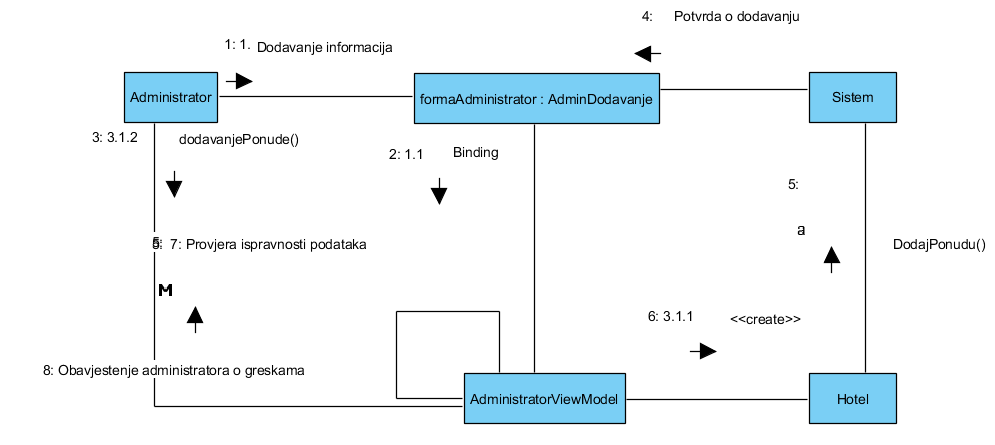 4: Potvrda o dodavanju
1: 1. Dodavanje informacija
Administrator
formaAdministrator : AdminDodavanje
Sistem
3: 3.1.2 dodavanjePonude()
2: 1.1 Binding
5:
a
7: Provjera ispravnosti podataka
DodajPonudu()
M
6: 3.1.1 <<create>>
8: Obavjestenje administratora o greskama
AdministratorViewModel
Hotel